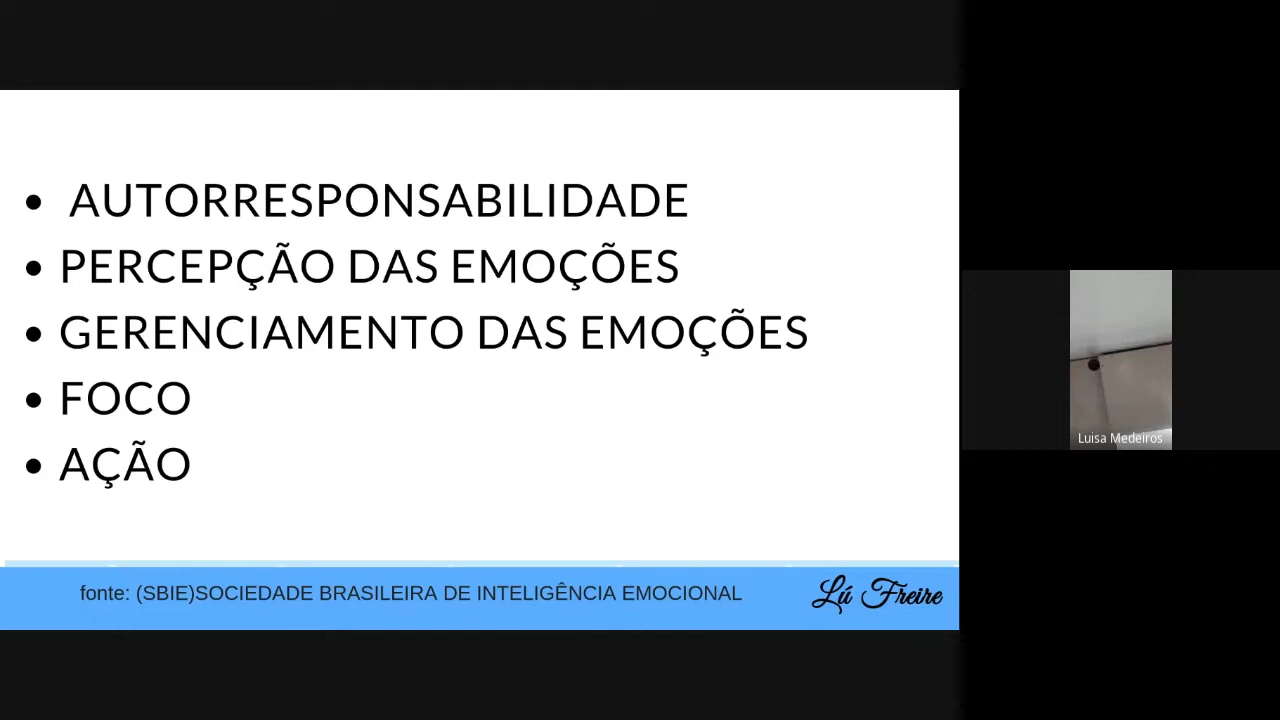 • AUTORRESPONSABILIDADE
• PERCEPÇÃO DAS EMOÇÕES
• GERENCIAMENTO DAS EMOÇÕES
• FOCO
• AÇÃO
fonte: (SBIE)SOCIEDADE BRASILEIRA DE INTELIGÊNCIA EMOCIONAL
Lú Freire
Luisa Medeiros